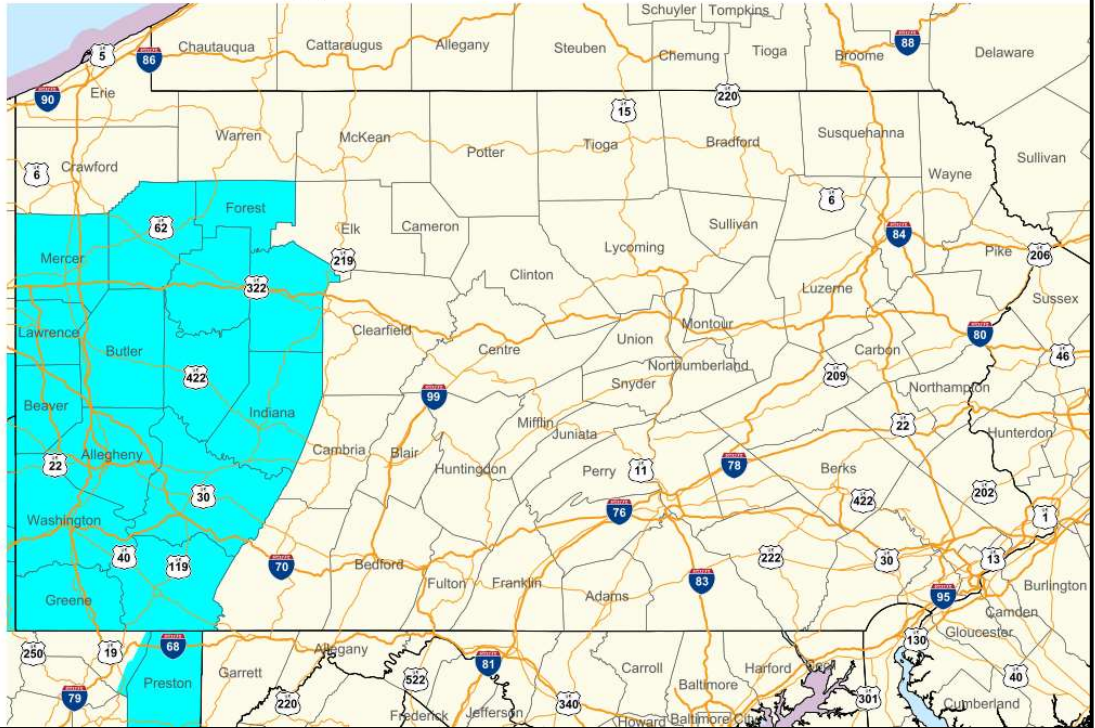 Schuyler Tompkins
5 86 Chautauqua Cattaraugus Allegany Steuben Chemung Tioga Broome 88 Delaware
90 Erie 15 220
Warren McKean Potter Tioga Bradford Susquehanna
6 Crawford Wayne Sullivan
62 Forest Elk Cameron Sullivan 6
Mercer 219 Lycoming 84 Pike 206
322 Clinton Luzerne Sussex
Lawrence Butler Clearfield Centre Union Montour 80
422 Snyder Northumberland 209 Carbon 46
Beaver Indiana 99 Mifflin Juniata Northampton
22 Allegheny Cambria Blair Huntingdon Perry 11 78 22 Hunterdon
30 Berks 422 202
Washington 76 1
40 119 70 Bedford 222 30 13
Greene Fulton Franklin Adams 83 95 Burlington
Camden
250 19 68 Allegany 81 130 Gloucester
79 Preston Garrett 522 Carroll Harford Cecil 40
220 Frederick Jefferson 340 Howard Baltimore Baltimore City 301 Cumberland